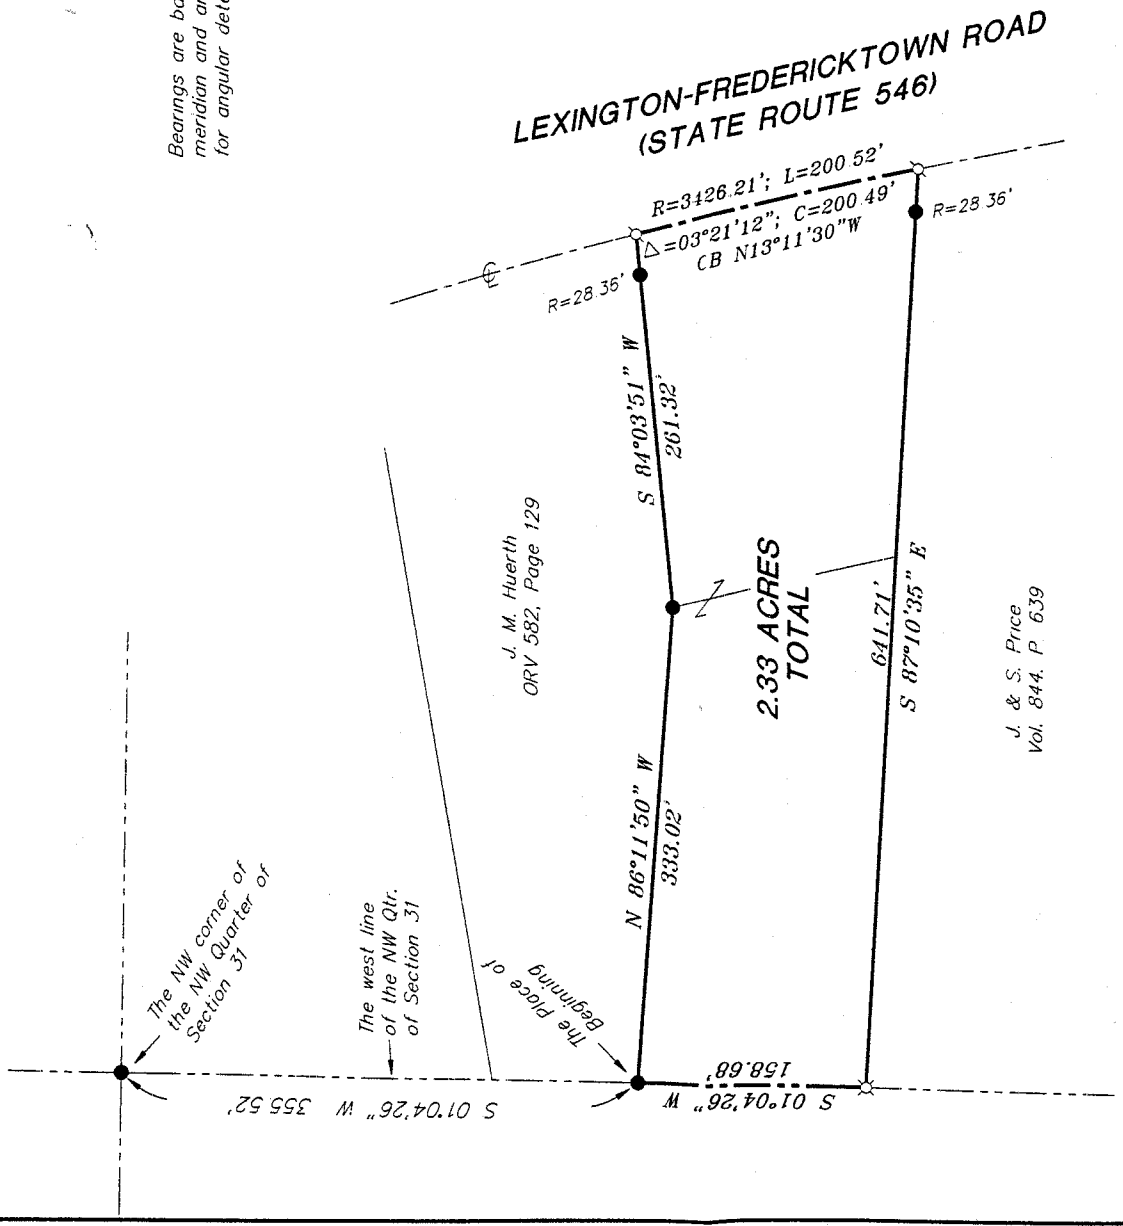 Bearings are ba
meridian and a
for angular dete
LEXINGTON-FREDERICKTOWN ROAD
(STATE ROUTE 546)
R=3426.21'; L=200.52'
△=03°21'12"; C=200.49'
CB N13°11'30"W
R=28.36'
R=28.36'
S 84°03'51" W
261.32'
J. M. Huerth
ORV 582, Page 129
2.33 ACRES
TOTAL
641.71'
S 87°10'35" E
J. & S. Price
Vol. 844. P. 639
N 86°11'50" W
333.02'
The NW corner of
the NW Quarter of
Section 31
The west line
of the NW Qtr.
of Section 31
The Place of
Beginning
S 01°04'26" W 355.52'
158.68'
S 01°04'26" W